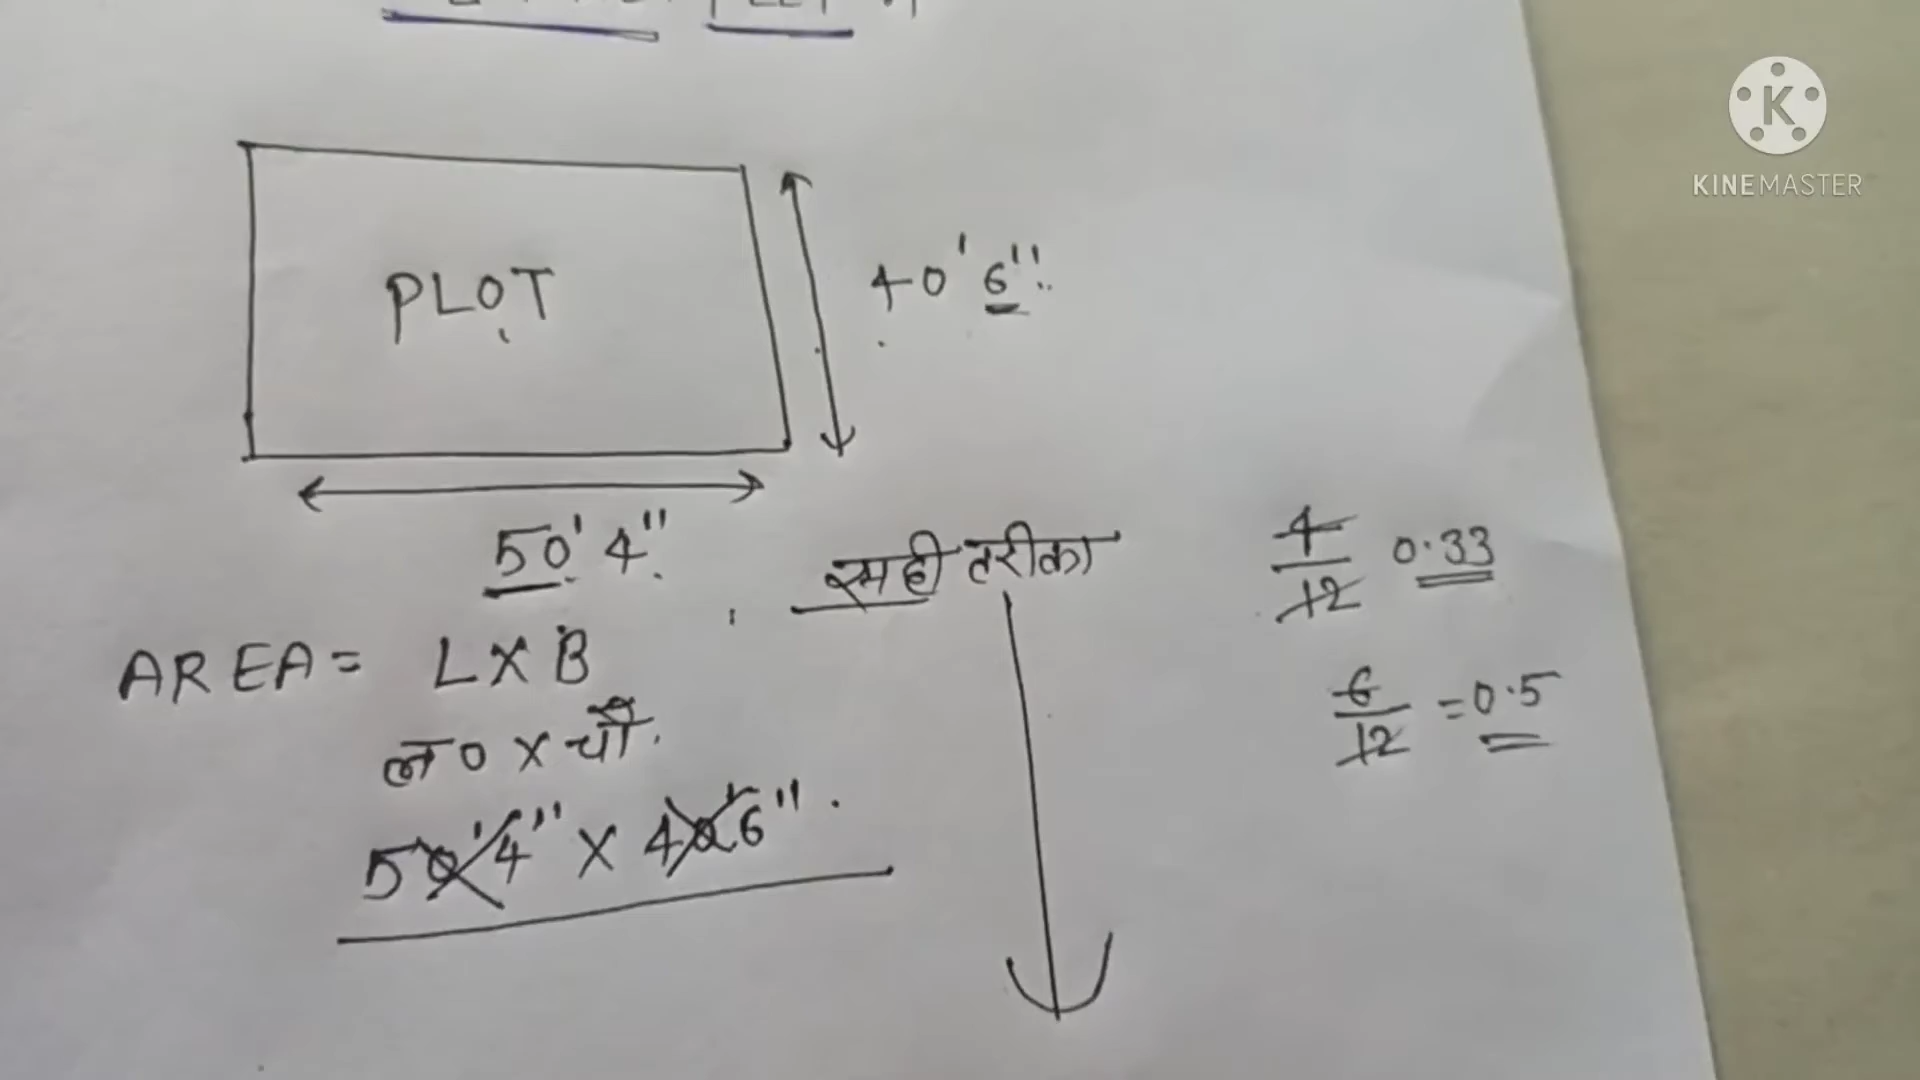 PLOT
40' 6"
50' 4"
सही तरीका
4/12 0.33
AREA = L X B
ल० X चौ.
6/12 = 0.5
50' 4" X 40' 6"
K
KINEMASTER